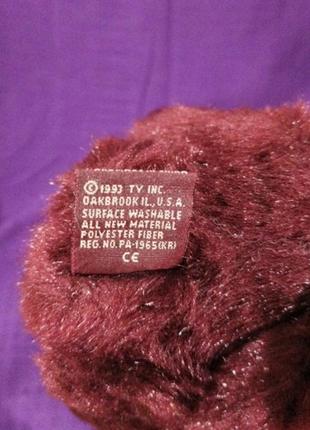 © 1993 TY INC.
OAKBROOK IL., U.S.A.
SURFACE WASHABLE
ALL NEW MATERIAL
POLYESTER FIBER
REG.NO.PA-1965(KR)
CE